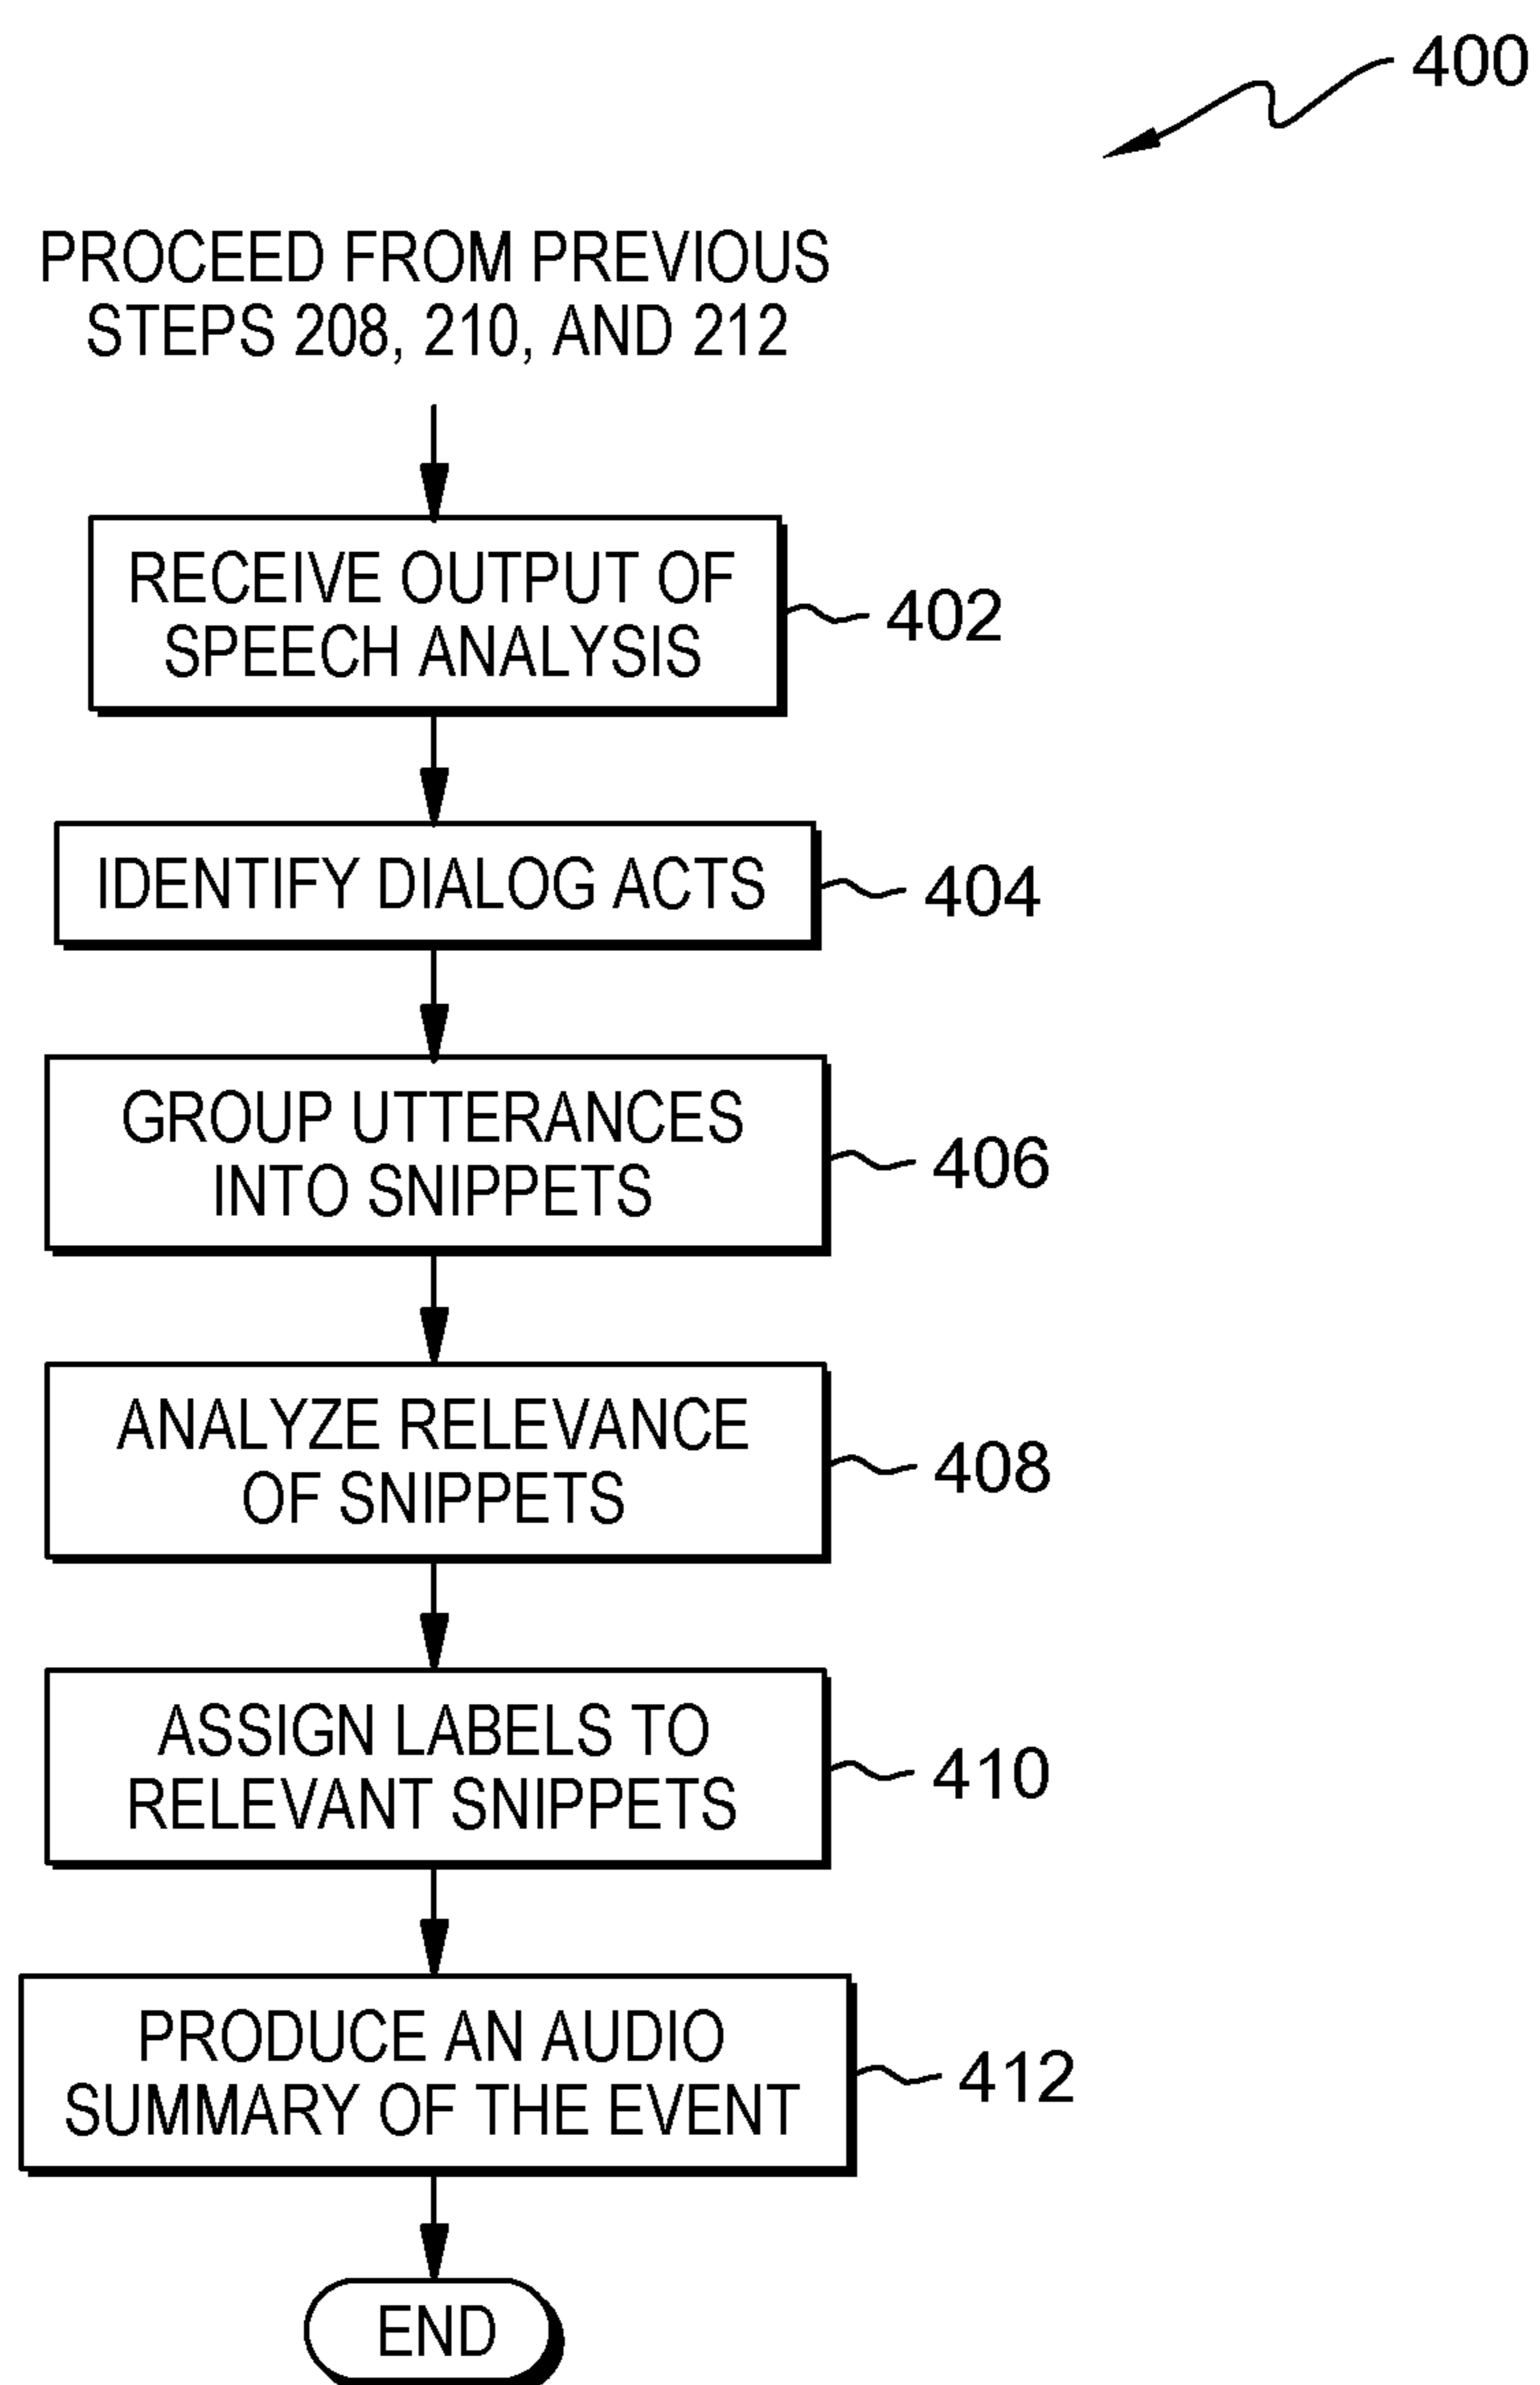 400
PROCEED FROM PREVIOUS
STEPS 208, 210, AND 212
RECEIVE OUTPUT OF
SPEECH ANALYSIS
402
IDENTIFY DIALOG ACTS
404
GROUP UTTERANCES
INTO SNIPPETS
406
ANALYZE RELEVANCE
OF SNIPPETS
408
ASSIGN LABELS TO
RELEVANT SNIPPETS
410
PRODUCE AN AUDIO
SUMMARY OF THE EVENT
412
END